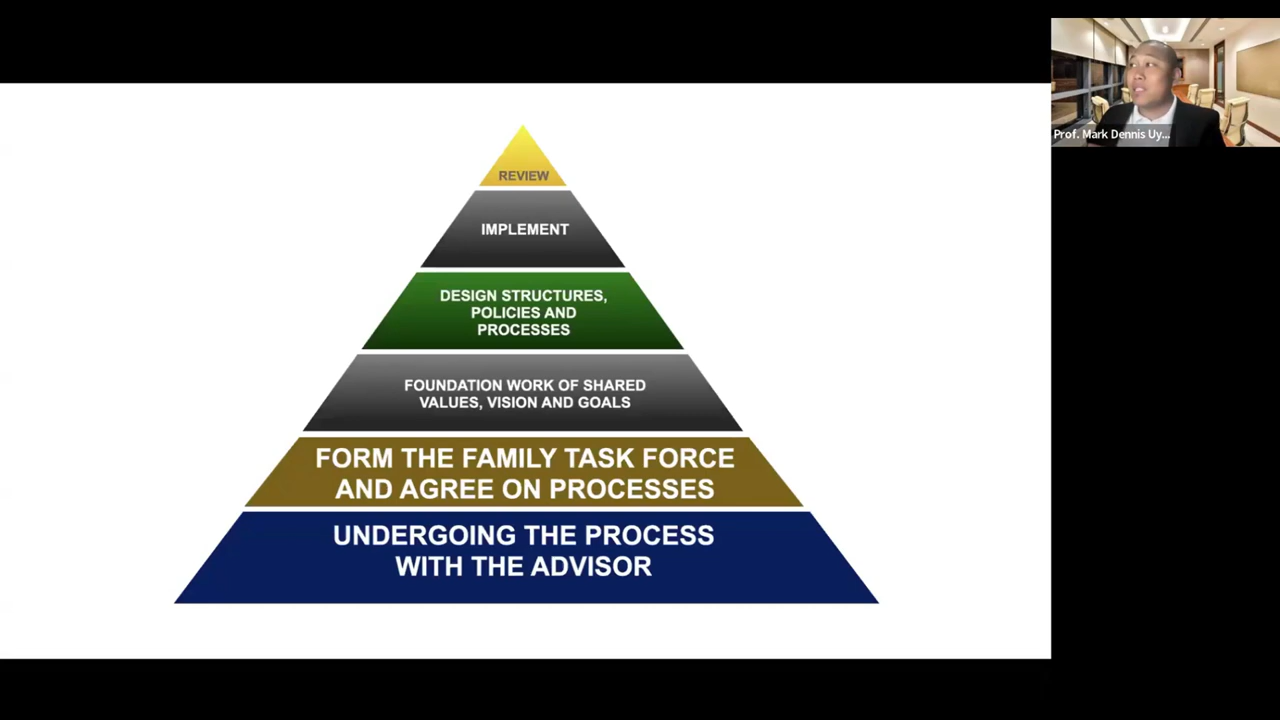 Prof. Mark Dennis Uy...
REVIEW
IMPLEMENT
DESIGN STRUCTURES,
POLICIES AND
PROCESSES
FOUNDATION WORK OF SHARED
VALUES, VISION AND GOALS
FORM THE FAMILY TASK FORCE
AND AGREE ON PROCESSES
UNDERGOING THE PROCESS
WITH THE ADVISOR